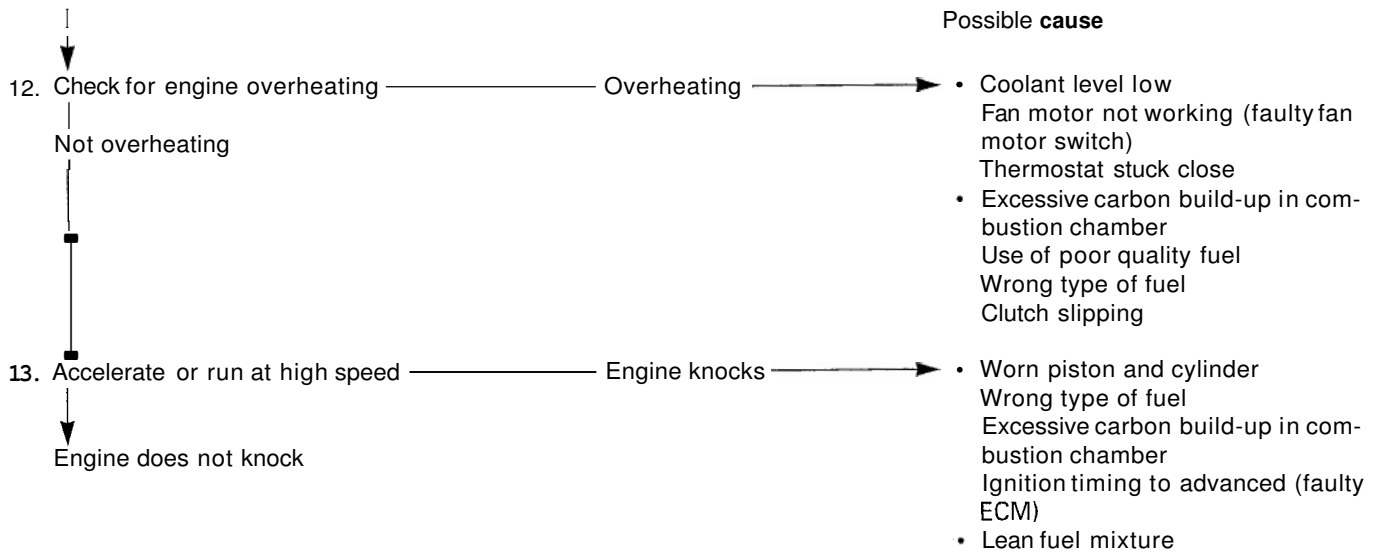 Possible cause
12. Check for engine overheating Overheating • Coolant level low
Fan motor not working (faulty fan
motor switch)
Not overheating
Thermostat stuck close
• Excessive carbon build-up in com-
bustion chamber
Use of poor quality fuel
Wrong type of fuel
Clutch slipping
13. Accelerate or run at high speed Engine knocks • Worn piston and cylinder
Wrong type of fuel
Excessive carbon build-up in com-
bustion chamber
Engine does not knock
Ignition timing to advanced (faulty
ECM)
• Lean fuel mixture